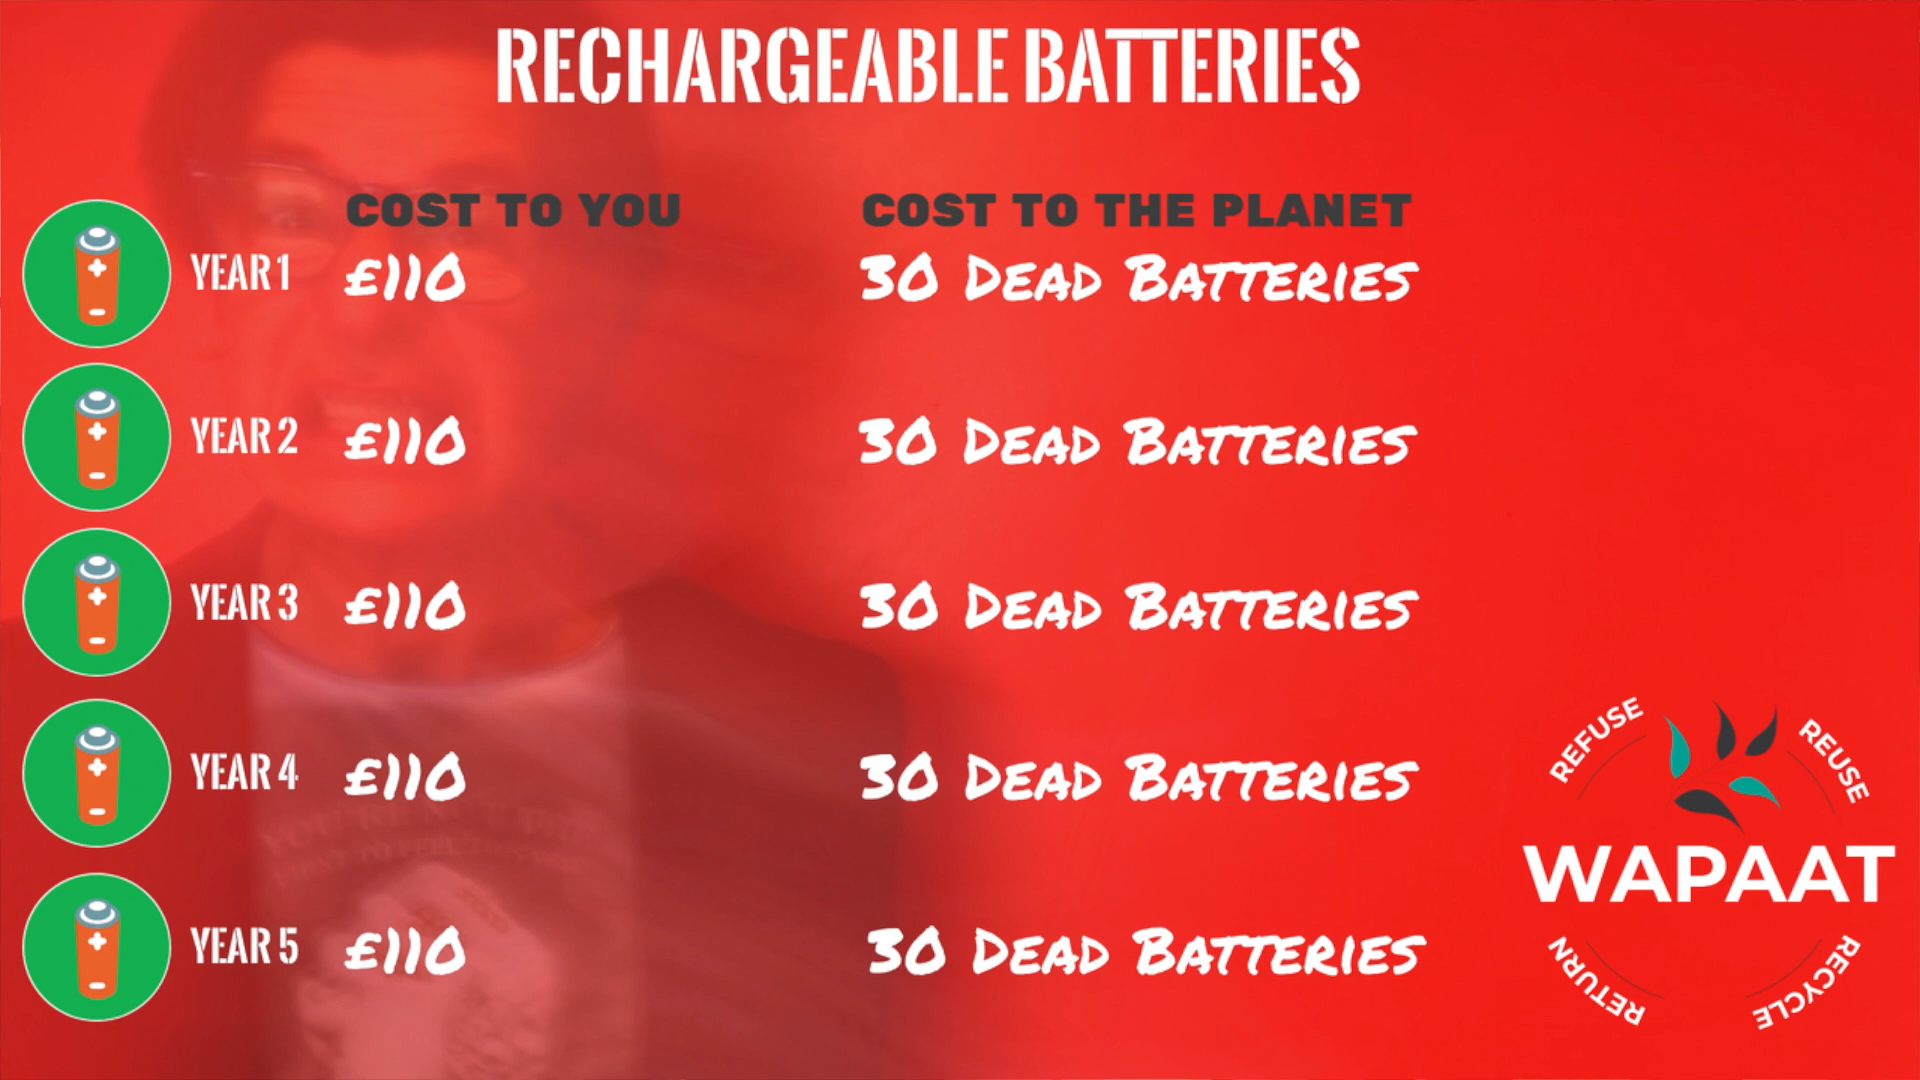 RECHARGEABLE BATTERIES
COST TO YOU COST TO THE PLANET
YEAR 1 £110 30 DEAD BATTERIES
YEAR 2 £110 30 DEAD BATTERIES
YEAR 3 £110 30 DEAD BATTERIES
YEAR 4 £110 30 DEAD BATTERIES
YEAR 5 £110 30 DEAD BATTERIES
REFUSE REUSE
WAPAAT
RETURN RECYCLE